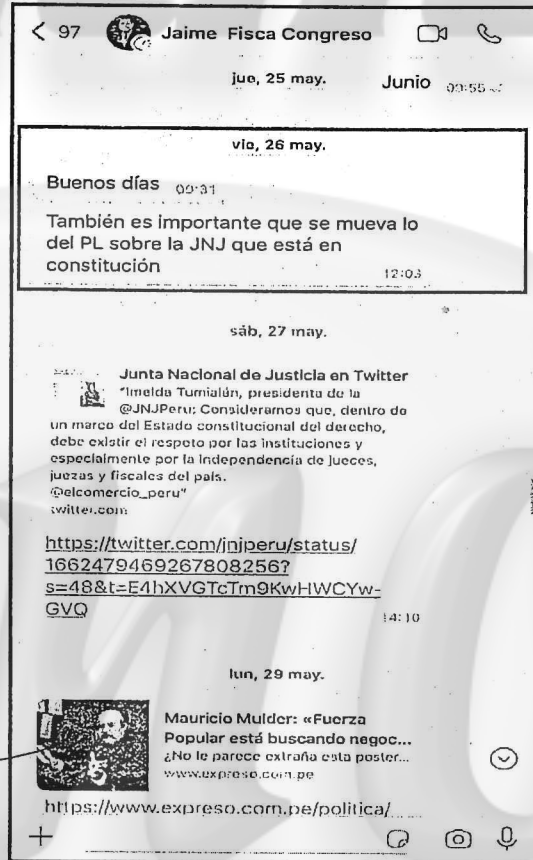 97 Jaime Fisca Congreso
jue, 25 may.
Junio 09:55
vie, 26 may.
Buenos días 09:31
También es importante que se mueva lo
del PL sobre la JNJ que está en
constitución
12:03
sáb, 27 may.
Junta Nacional de Justicia en Twitter
"Imelda Tumialán, presidenta de la
@JNJPeru: Consideramos que, dentro de
un marco del Estado constitucional del derecho,
debe existir el respeto por las instituciones y
especialmente por la independencia de jueces,
juezas y fiscales del país.
@elcomercio_peru"
twitter.com
https://twitter.com/jnjperu/status/
1662479469267808256?
s=48&t=E4hXVGTcTm9KwHWCYw-
GVQ
14:10
lun, 29 may.
Mauricio Mulder: «Fuerza
Popular está buscando negoc...
¿No le parece extraña esta poster...
www.expreso.com.pe
https://www.expreso.com.pe/politica/